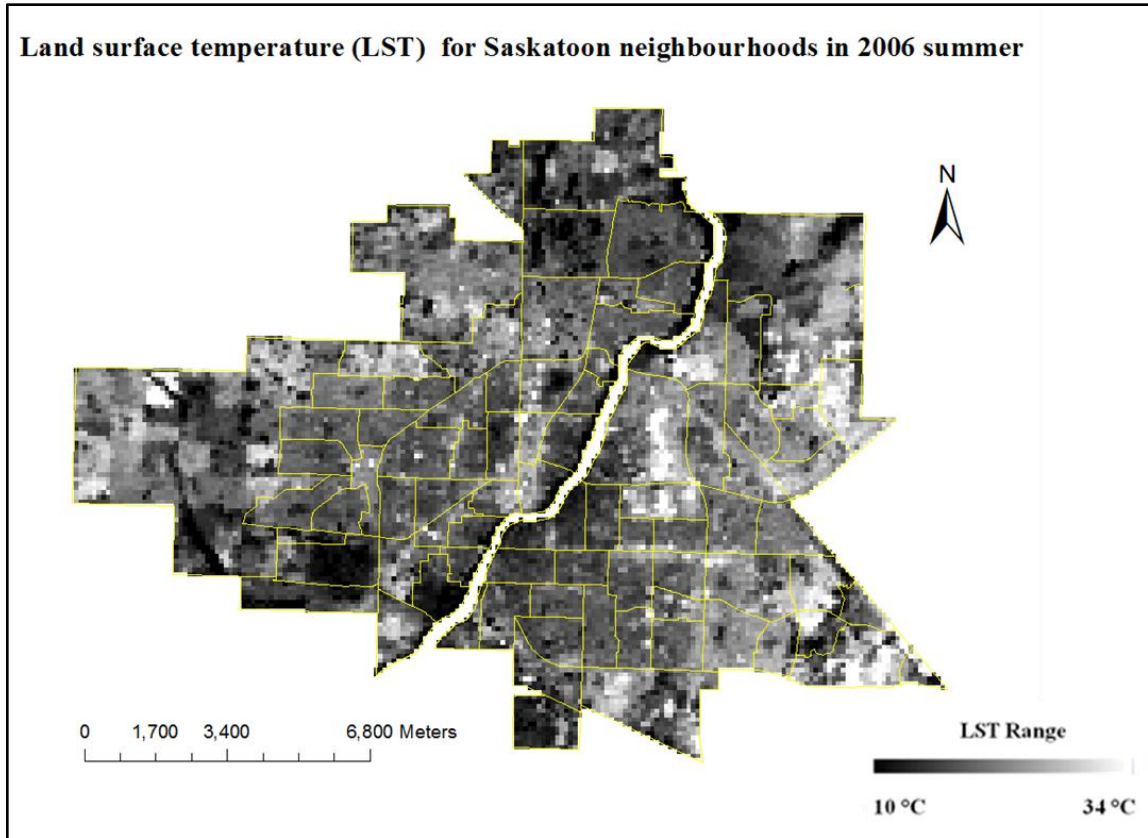 Land surface temperature (LST) for Saskatoon neighbourhoods in 2006 summer
N
0 1,700 3,400 6,800 Meters
LST Range
10 °C 34 °C